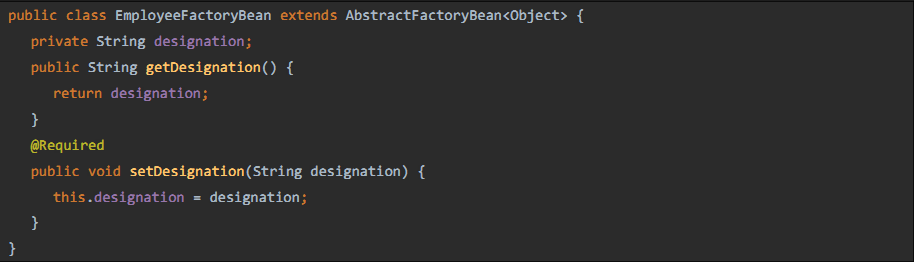 public class EmployeeFactoryBean extends AbstractFactoryBean<Object> {
private String designation;
public String getDesignation() {
return designation;
}
@Required
public void setDesignation(String designation) {
this.designation = designation;
}
}